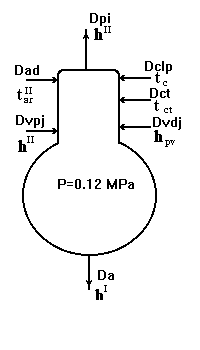 Dpi
h^II
Dad
t_ar^II
Dclp
t_c
Dct
t_ct
Dvpj
h^II
Dvdj
h_pv
P=0.12 MPa
Da
h^I